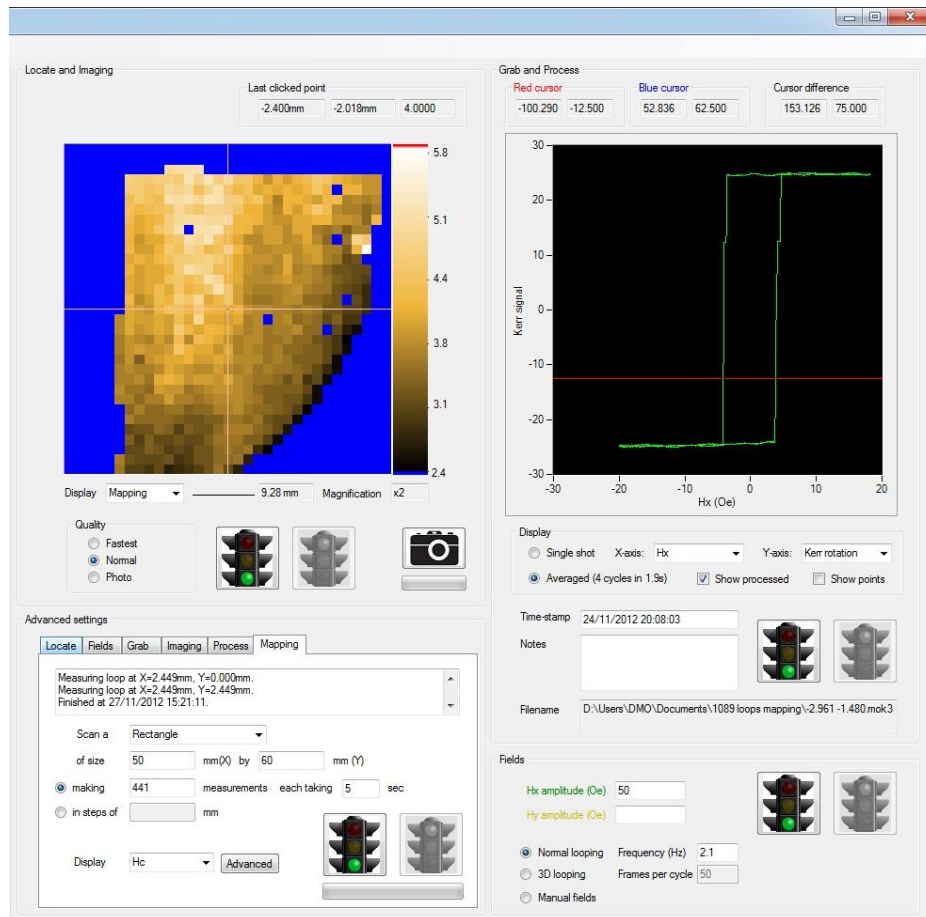 Locate and Imaging
Last clicked point
-2.400mm -2.018mm 4.0000
5.8
5.1
4.4
3.8
3.1
2.4
Display Mapping 9.28 mm Magnification x2
Quality
Fastest
Normal
Photo
Advanced settings
Locate Fields Grab Imaging Process Mapping
Measuring loop at X=2.449mm, Y=0.000mm.
Measuring loop at X=2.449mm, Y=2.449mm.
Finished at 27/11/2012 15:21:11.
Scan a Rectangle
of size 50 mm(X) by 60 mm (Y)
making 441 measurements each taking 5 sec
in steps of mm
Display Hc Advanced
Grab and Process
Red cursor Blue cursor Cursor difference
-100.290 -12.500 52.836 62.500 153.126 75.000
30
20
10
0
-10
-20
-30
Kerr signal
-30 -20 -10 0 10 20
Hx (Oe)
Display
Single shot X-axis: Hx Y-axis: Kerr rotation
Averaged (4 cycles in 1.9s) Show processed Show points
Time-stamp 24/11/2012 20:08:03
Notes
Filename D:\Users\DMO\Documents\1089 loops mapping\-2.961 -1.480.mok3
Fields
Hx amplitude (Oe) 50
Hy amplitude (Oe)
Normal looping Frequency (Hz) 2.1
3D looping Frames per cycle 50
Manual fields